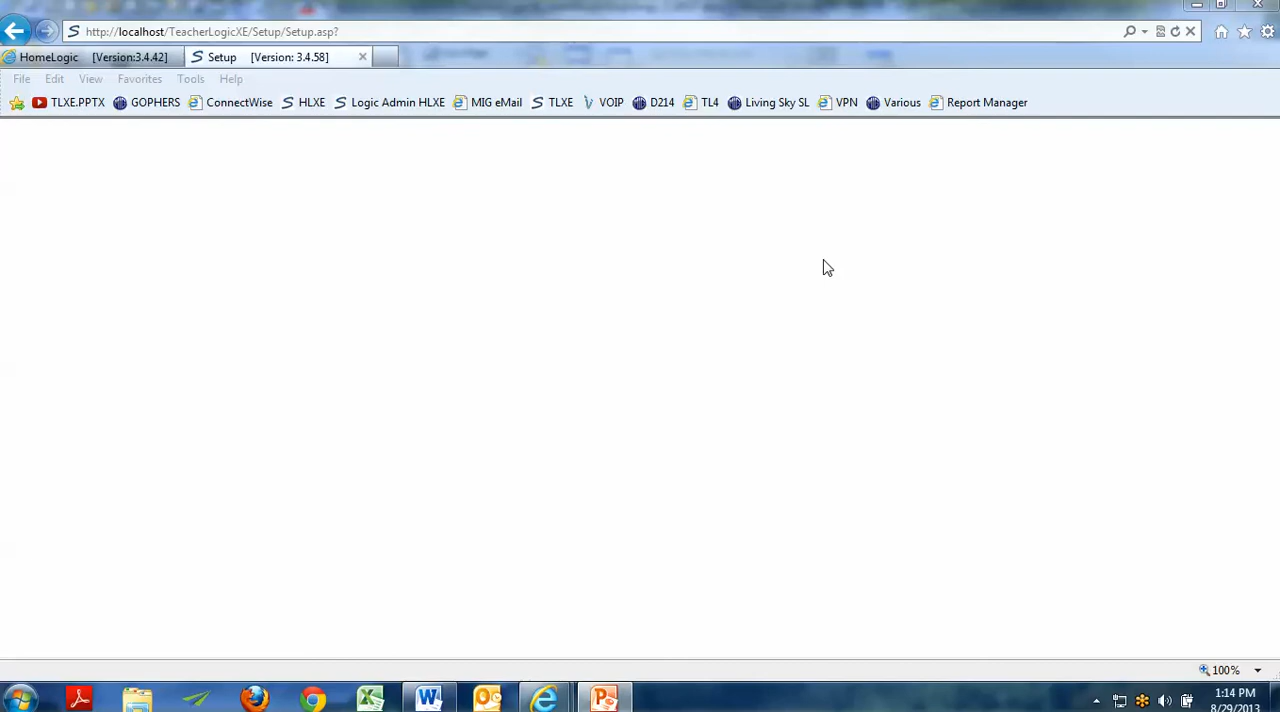 http://localhost/TeacherLogicXE/Setup/Setup.asp?
HomeLogic [Version:3.4.42] Setup [Version: 3.4.58]
File Edit View Favorites Tools Help
TLXE.PPTX GOPHERS ConnectWise HLXE Logic Admin HLXE MIG eMail TLXE VOIP D214 TL4 Living Sky SL VPN Various Report Manager
100%
1:14 PM
8/29/2013